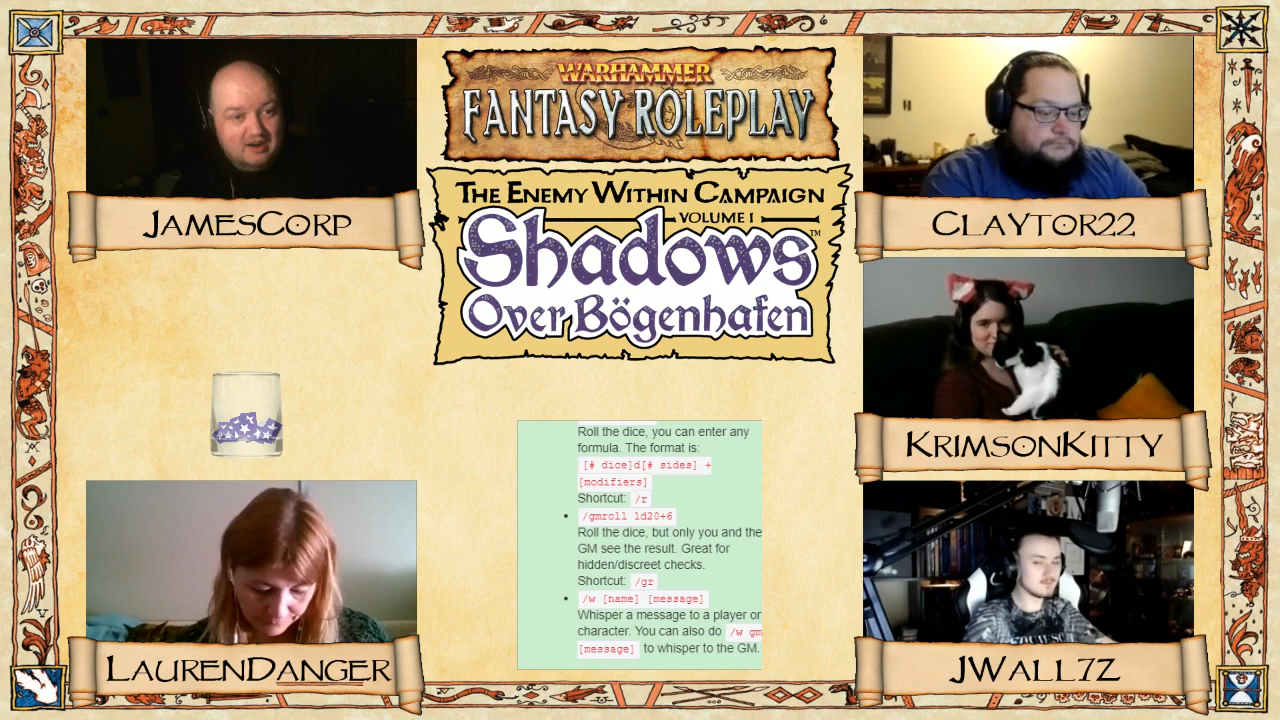 WARHAMMER
FANTASY ROLEPLAY
THE ENEMY WITHIN CAMPAIGN
VOLUME I
Shadows™
Over Bögenhafen
JAMESCORP
CLAYTOR22
KRIMSONKITTY
LAURENDANGER
JWALL7Z
Roll the dice, you can enter any
formula. The format is:
[# dice]d[# sides] +
[modifiers]
Shortcut: /r
• /gmroll 1d20+6
Roll the dice, but only you and the
GM see the result. Great for
hidden/discreet checks.
Shortcut: /gr
• /w [name] [message]
Whisper a message to a player or
character. You can also do /w gm
[message] to whisper to the GM.